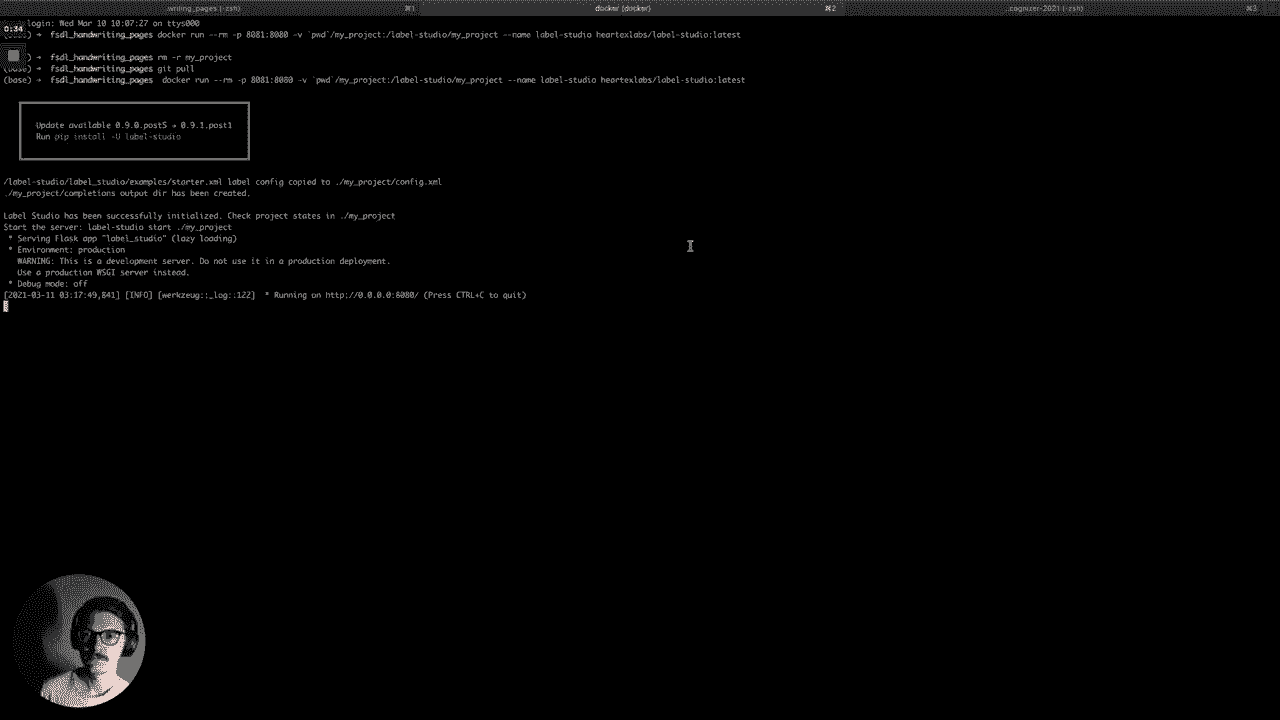 .writing_pages (-zsh) ⌘1 docker (docker) ⌘2 ..cognizer-2021 (-zsh) ⌘3
login: Wed Mar 10 10:07:27 on ttys000
0:34
(base) → fsdl_handwriting_pages docker run --rm -p 8081:8080 -v `pwd`/my_project:/label-studio/my_project --name label-studio heartexlabs/label-studio:latest
(base) → fsdl_handwriting_pages rm -r my_project
(base) → fsdl_handwriting_pages git pull
(base) → fsdl_handwriting_pages docker run --rm -p 8081:8080 -v `pwd`/my_project:/label-studio/my_project --name label-studio heartexlabs/label-studio:latest
Update available 0.9.0.post5 → 0.9.1.post1
Run pip install -U label-studio
/label-studio/label_studio/examples/starter.xml label config copied to ./my_project/config.xml
./my_project/completions output dir has been created.
Label Studio has been successfully initialized. Check project states in ./my_project
Start the server: label-studio start ./my_project
* Serving Flask app "label_studio" (lazy loading)
* Environment: production
WARNING: This is a development server. Do not use it in a production deployment.
Use a production WSGI server instead.
* Debug mode: off
[2021-03-11 03:17:49,841] [INFO] [werkzeug::_log::122] * Running on http://0.0.0.0:8080/ (Press CTRL+C to quit)